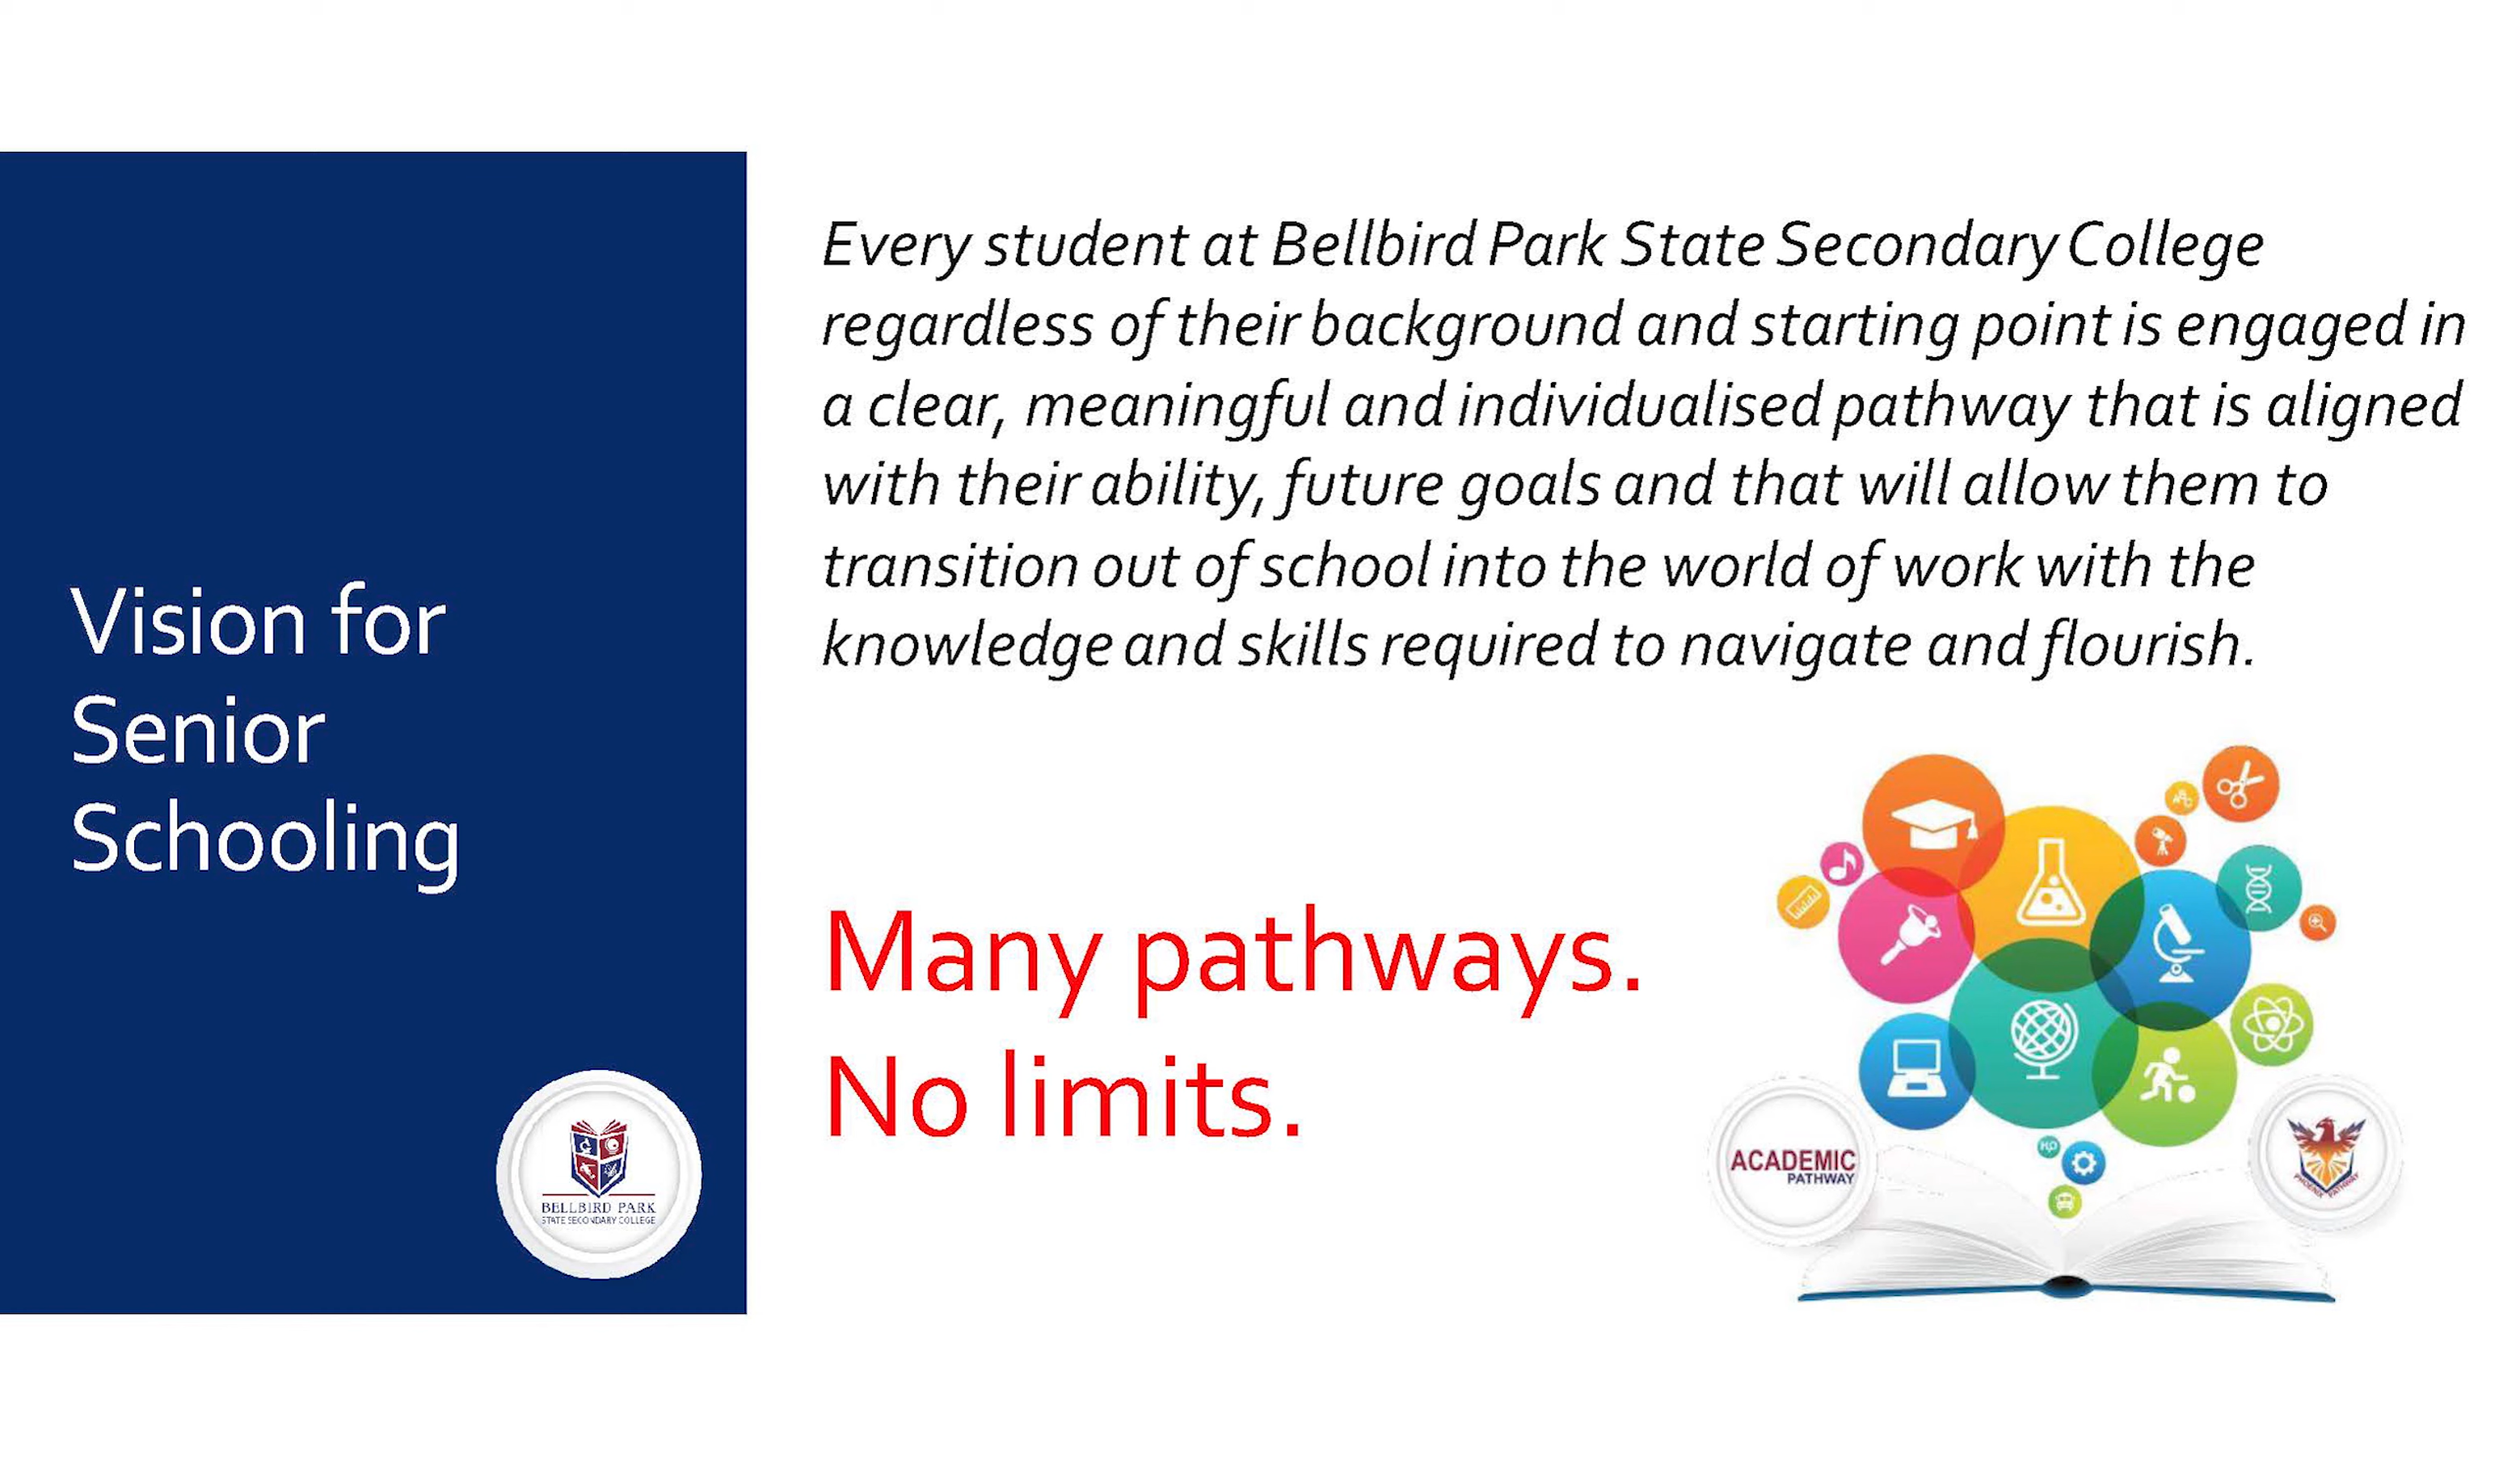 Vision for
Senior
Schooling
BELLBIRD PARK
STATE SECONDARY COLLEGE
Every student at Bellbird Park State Secondary College
regardless of their background and starting point is engaged in
a clear, meaningful and individualised pathway that is aligned
with their ability, future goals and that will allow them to
transition out of school into the world of work with the
knowledge and skills required to navigate and flourish.
Many pathways.
No limits.
ACADEMIC
PATHWAY
H₂O
PHOENIX PATHWAY